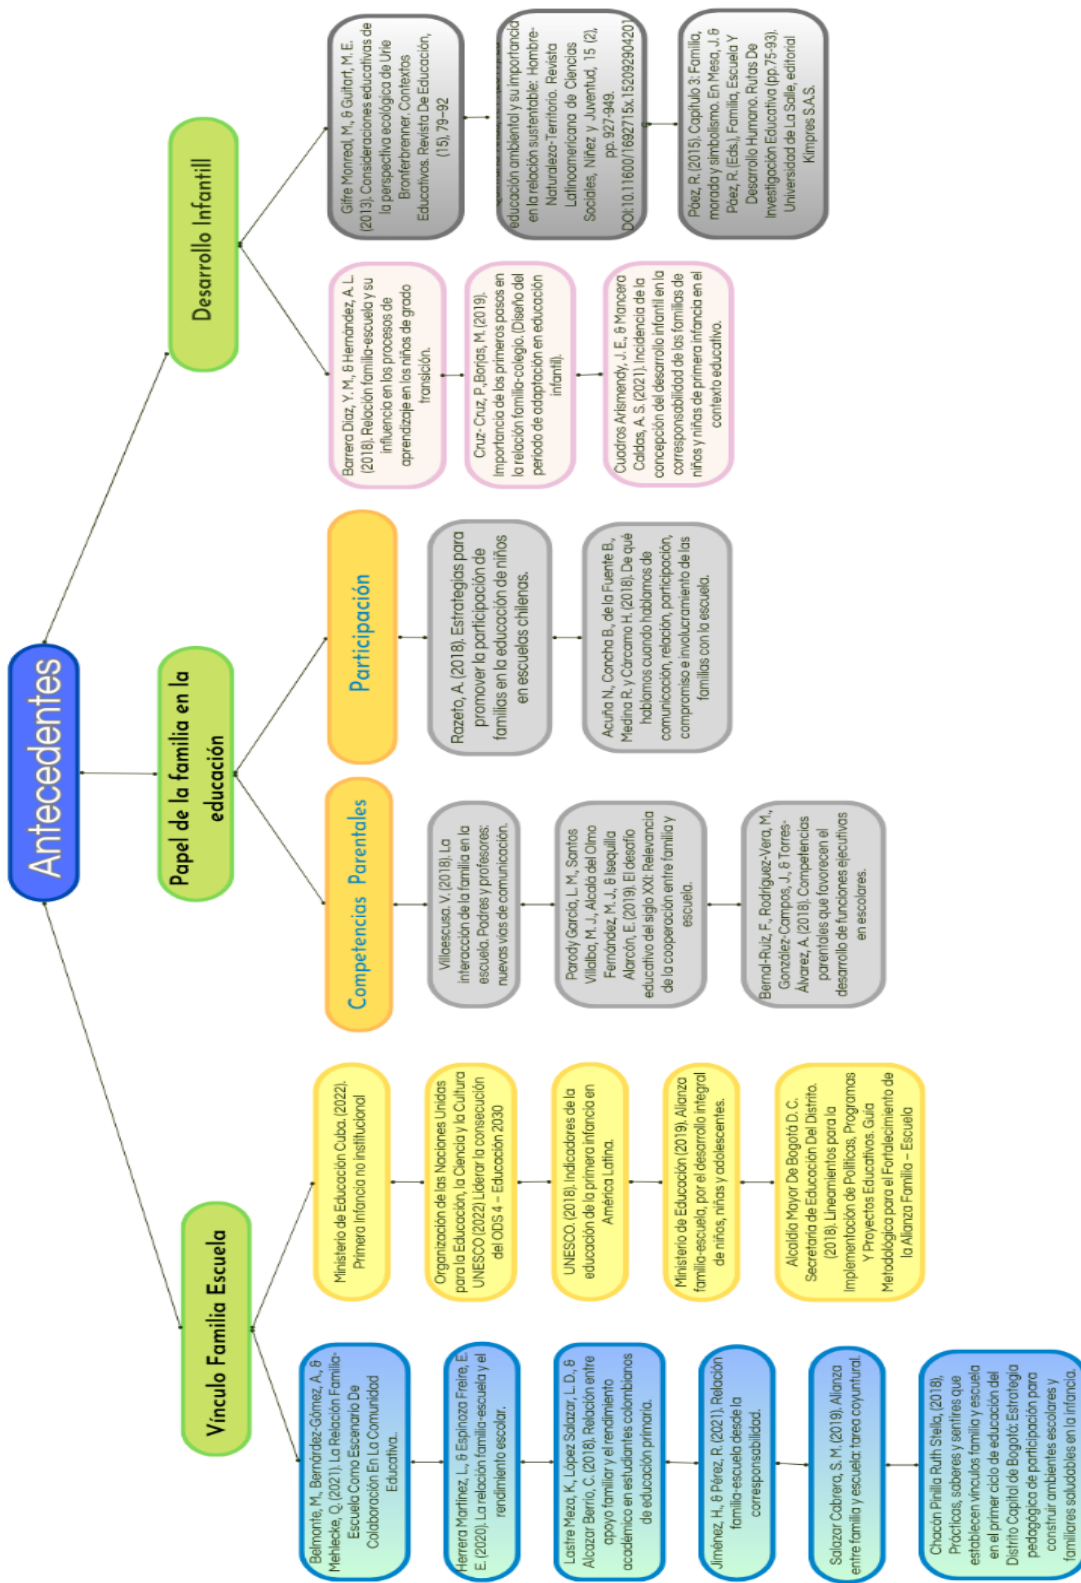 Antecedentes
Vínculo Familia Escuela
Belmonte, M., Bernárdez-Gómez, A., &
Mehlecke, Q. (2021). La Relación Familia-
Escuela Como Escenario De
Colaboración En La Comunidad
Educativa.
Herrera Martínez, L., & Espinoza Freire, E.
E. (2020). La relación familia-escuela y el
rendimiento escolar.
Lastre Meza, K., López Salazar, L. D., &
Alcazar Berrío, C. (2018). Relación entre
apoyo familiar y el rendimiento
académico en estudiantes colombianos
de educación primaria.
Jiménez, H., & Pérez, R. (2021). Relación
familia-escuela desde la
corresponsabilidad.
Salazar Cabrera, S. M. (2019). Alianza
entre familia y escuela: tarea coyuntural.
Chacón Pinilla Ruth Stella, (2018),
Prácticas, saberes y sentires que
establecen vínculos familia y escuela
en el primer ciclo de educación del
Distrito Capital de Bogotá: Estrategia
pedagógica de participación para
construir ambientes escolares y
familiares saludables en la infancia.
Ministerio de Educación Cuba. (2022).
Primera Infancia no institucional
Organización de las Naciones Unidas
para la Educación, la Ciencia y la Cultura
UNESCO (2022) Liderar la consecución
del ODS 4 – Educación 2030
UNESCO. (2018). Indicadores de la
educación de la primera infancia en
América Latina.
Ministerio de Educación (2019). Alianza
familia-escuela, por el desarrollo integral
de niños, niñas y adolescentes.
Alcaldía Mayor De Bogotá D. C.
Secretaria de Educación Del Distrito.
(2018). Lineamientos para la
Implementación de Políticas, Programas
Y Proyectos Educativos. Guía
Metodológica para el Fortalecimiento de
la Alianza Familia – Escuela
Papel de la familia en la
educación
Competencias Parentales
Villaescusa. V. (2018). La
interacción de la familia en la
escuela. Padres y profesores:
nuevas vías de comunicación.
Parody García, L. M., Santos
Villalba, M. J., Alcalá del Olmo
Fernández, M. J., & Isequilla
Alarcón, E. (2019). El desafío
educativo del siglo XXI: Relevancia
de la cooperación entre familia y
escuela.
Bernal-Ruiz, F., Rodríguez-Vera, M.,
González-Campos, J., & Torres-
Álvarez, A. (2018). Competencias
parentales que favorecen el
desarrollo de funciones ejecutivas
en escolares.
Participación
Razeto, A. (2018). Estrategias para
promover la participación de
familias en la educación de niños
en escuelas chilenas.
Acuña N., Concha B., de la Fuente B.,
Medina R. y Cárcamo H. (2018). De qué
hablamos cuando hablamos de
comunicación, relación, participación,
compromiso e involucramiento de las
familias con la escuela.
Desarrollo Infantill
Barrera Diaz, Y. M., & Hernández, A. L.
(2018). Relación familia-escuela y su
influencia en los procesos de
aprendizaje en los niños de grado
transición.
Cruz- Cruz, P.,Borjas, M. (2019).
Importancia de los primeros pasos en
la relación familia-colegio. (Diseño del
periodo de adaptación en educación
infantil).
Cuadros Arismendy, J. E., & Mancera
Caldas, A. S. (2021). Incidencia de la
concepción del desarrollo infantil en la
corresponsabilidad de las familias de
niños y niñas de primera infancia en el
contexto educativo.
Gifre Monreal, M., & Guitart, M. E.
(2013). Consideraciones educativas de
la perspectiva ecológica de Urie
Bronferbrenner. Contextos
Educativas. Revista De Educación,
(15), 79–92
educación ambiental y su importancia
en la relación sustentable: Hombre-
Naturaleza-Territorio. Revista
Latinoamericana de Ciencias
Sociales, Niñez y Juventud, 15 (2),
pp. 927-949.
DOI:10.11600/1692715x.1520929042016
Páez, R. (2015). Capitulo 3: Familia,
morada y simbolismo. En Mesa, J. &
Páez, R. (Eds.), Familia, Escuela Y
Desarrollo Humano. Rutas De
Investigación Educativa (pp.75-93).
Universidad de La Salle, editorial
Kimpres S.A.S.